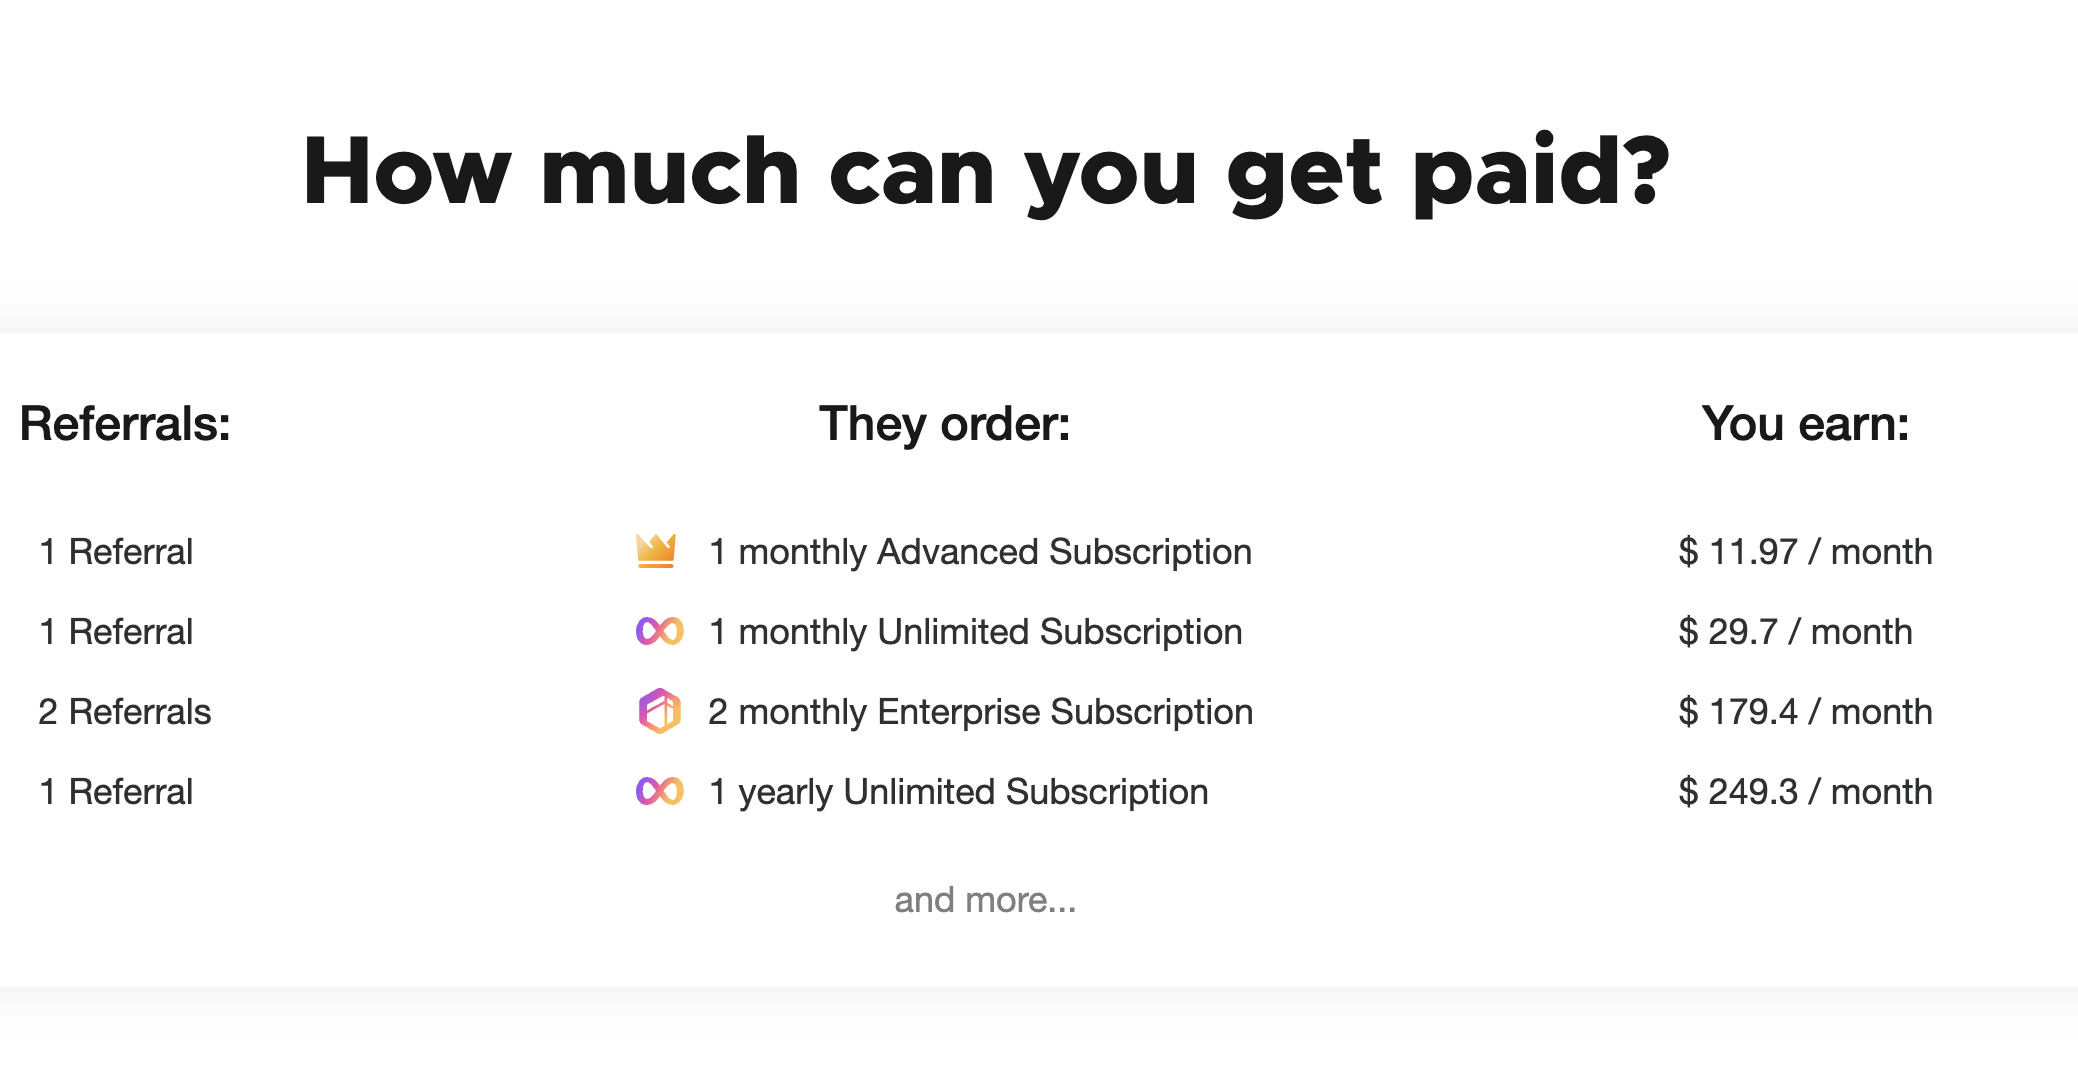 How much can you get paid?
Referrals: They order: You earn:
1 Referral 1 monthly Advanced Subscription $ 11.97 / month
1 Referral 1 monthly Unlimited Subscription $ 29.7 / month
2 Referrals 2 monthly Enterprise Subscription $ 179.4 / month
1 Referral 1 yearly Unlimited Subscription $ 249.3 / month
and more...